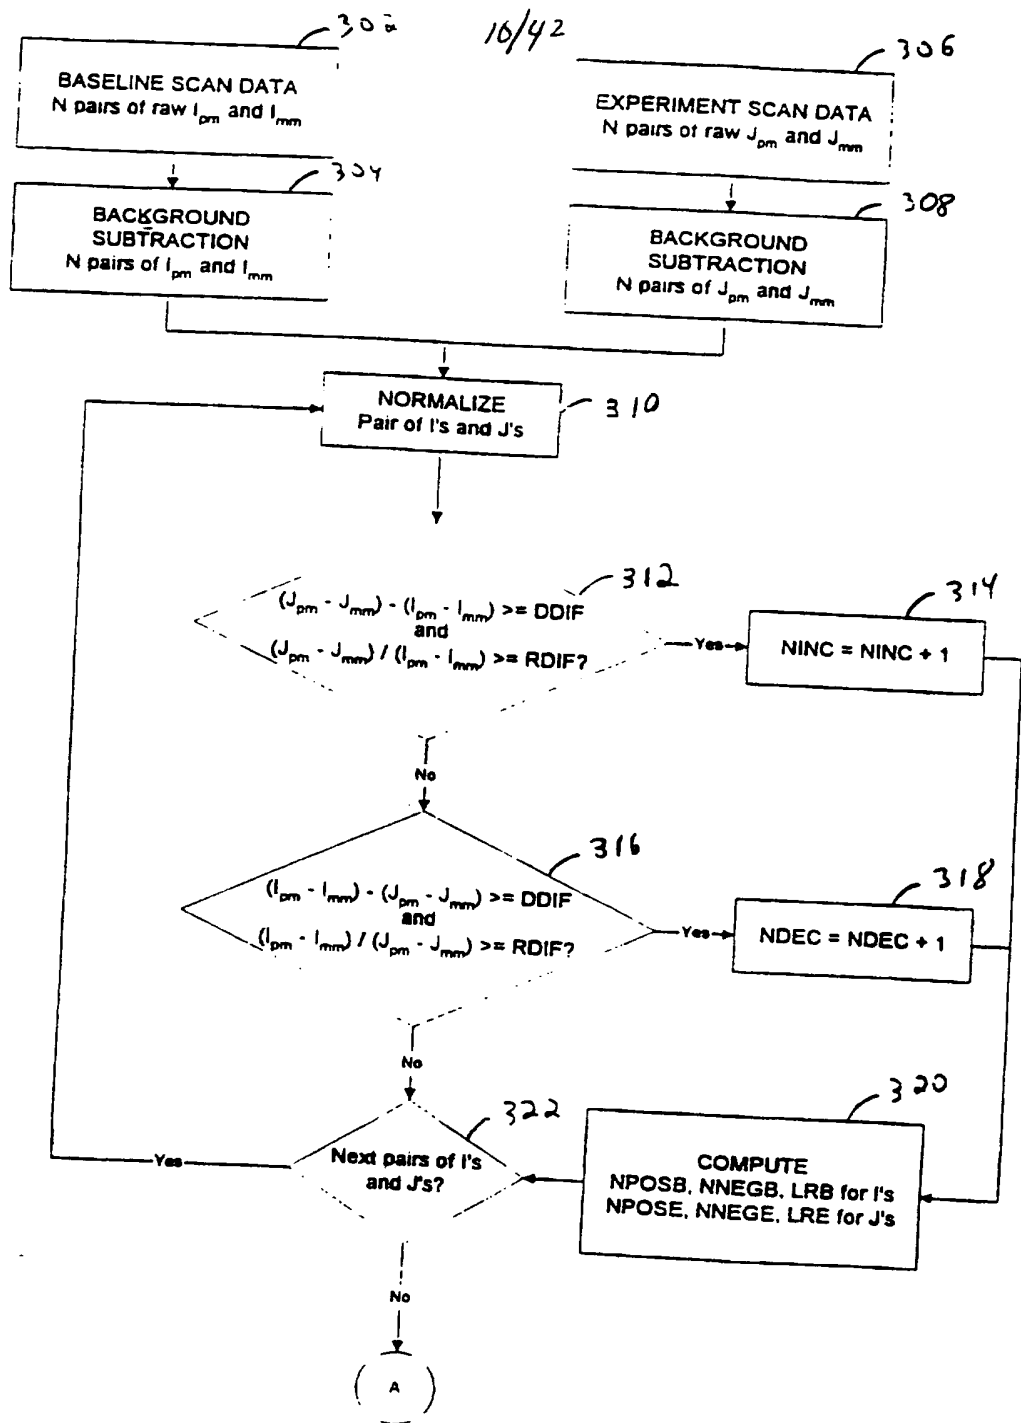 302
10/42
306
BASELINE SCAN DATA
N pairs of raw Ipm and Imm
EXPERIMENT SCAN DATA
N pairs of raw Jpm and Jmm
304
308
BACKGROUND
SUBTRACTION
N pairs of Ipm and Imm
BACKGROUND
SUBTRACTION
N pairs of Jpm and Jmm
NORMALIZE
Pair of I's and J's
310
312
(Jpm - Jmm) - (Ipm - Imm) >= DDIF
and
(Jpm - Jmm) / (Ipm - Imm) >= RDIF?
Yes
314
NINC = NINC + 1
No
316
(Ipm - Imm) - (Jpm - Jmm) >= DDIF
and
(Ipm - Imm) / (Jpm - Jmm) >= RDIF?
Yes
318
NDEC = NDEC + 1
No
322
Next pairs of I's
and J's?
Yes
320
COMPUTE
NPOSB, NNEGB, LRB for I's
NPOSE, NNEGE, LRE for J's
No
A